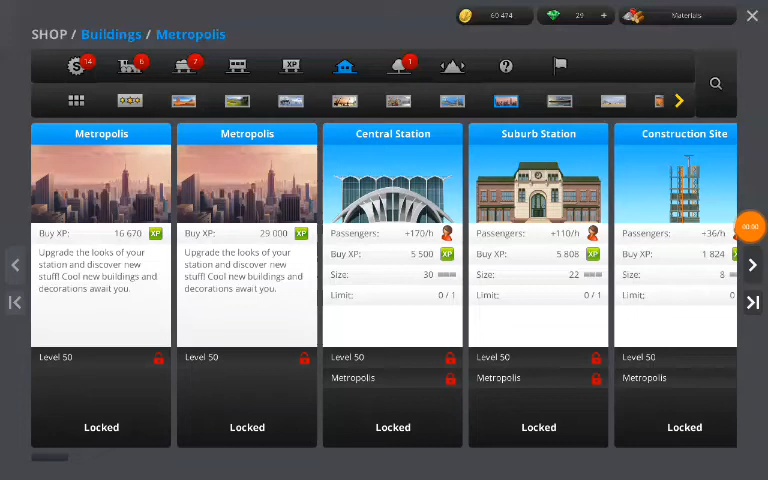 60 474
29 +
Materials
SHOP / Buildings / Metropolis
14
6
7
XP
1
?
Metropolis
Buy XP: 16 670 XP
Upgrade the looks of your
station and discover new
stuff! Cool new buildings and
decorations await you.
Level 50
Locked
Metropolis
Buy XP: 29 000 XP
Upgrade the looks of your
station and discover new
stuff! Cool new buildings and
decorations await you.
Level 50
Locked
Central Station
Passengers: +170/h
Buy XP: 5 500 XP
Size: 30
Limit: 0 / 1
Level 50
Metropolis
Locked
Suburb Station
Passengers: +110/h
Buy XP: 5 808 XP
Size: 22
Limit: 0 / 1
Level 50
Metropolis
Locked
Construction Site
Passengers: +36/h
Buy XP: 1 824
Size: 8
Limit: 0
Level 50
Metropolis
Locked
00:00